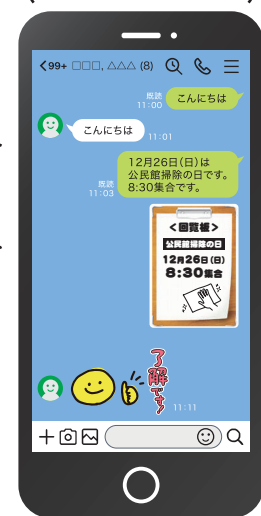 99+ □□□, △△△ (8)
既読
11:00
こんにちは
こんにちは
11:01
12月26日(日)は
公民館掃除の日です。
8:30集合です。
既読
11:03
<回覧板>
公民館掃除の日
12月26日(日)
8:30集合
了解です
11:11